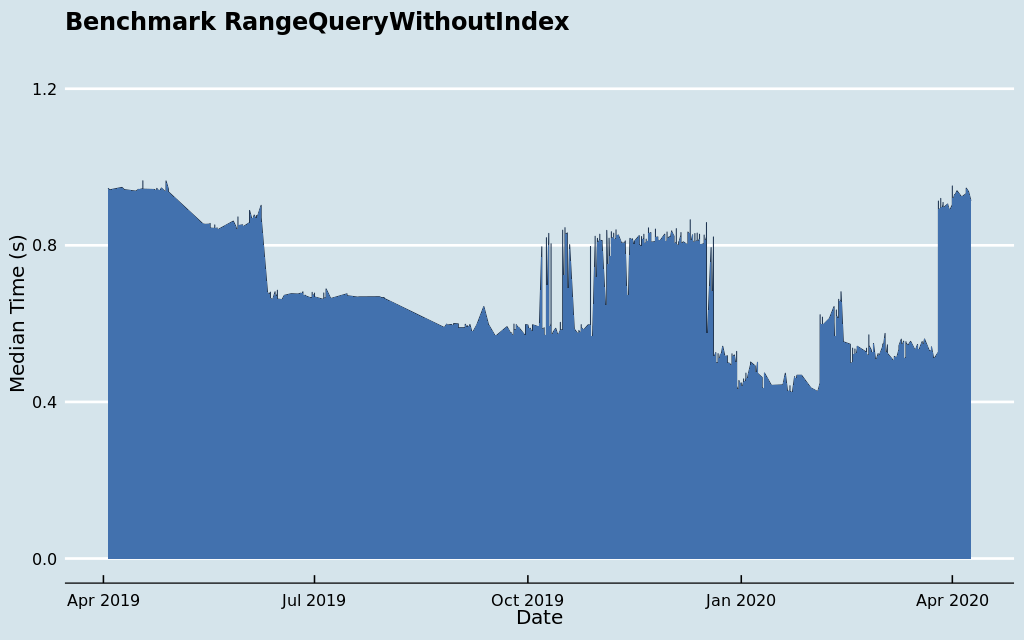 Benchmark RangeQueryWithoutIndex
Median Time (s)
1.2
0.8
0.4
0.0
Apr 2019
Jul 2019
Oct 2019
Jan 2020
Apr 2020
Date